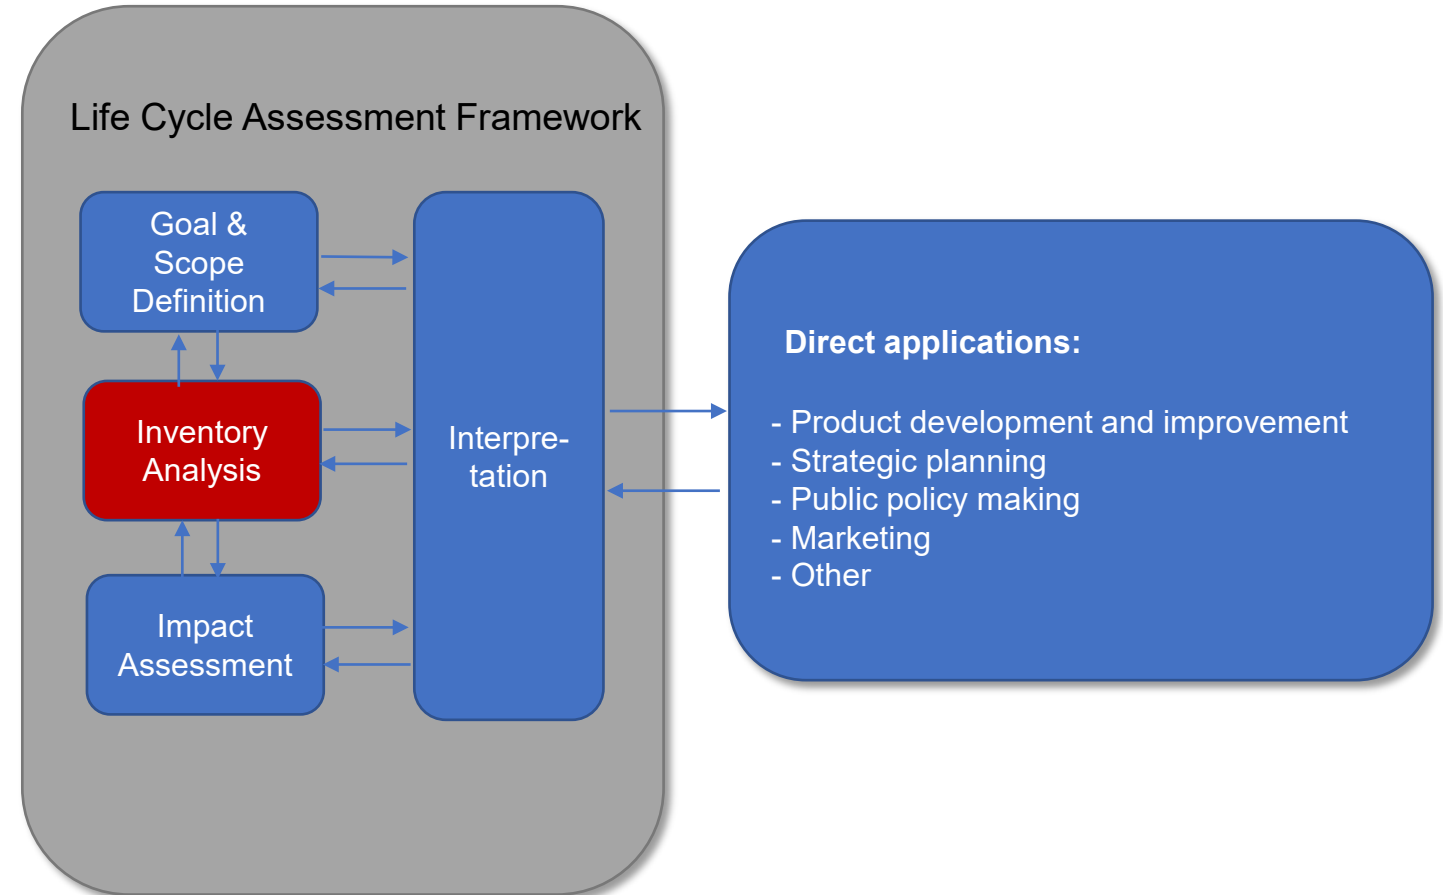 Life Cycle Assessment Framework
Goal &
Scope
Definition
Inventory
Analysis
Impact
Assessment
Interpre-
tation
Direct applications:
- Product development and improvement
- Strategic planning
- Public policy making
- Marketing
- Other